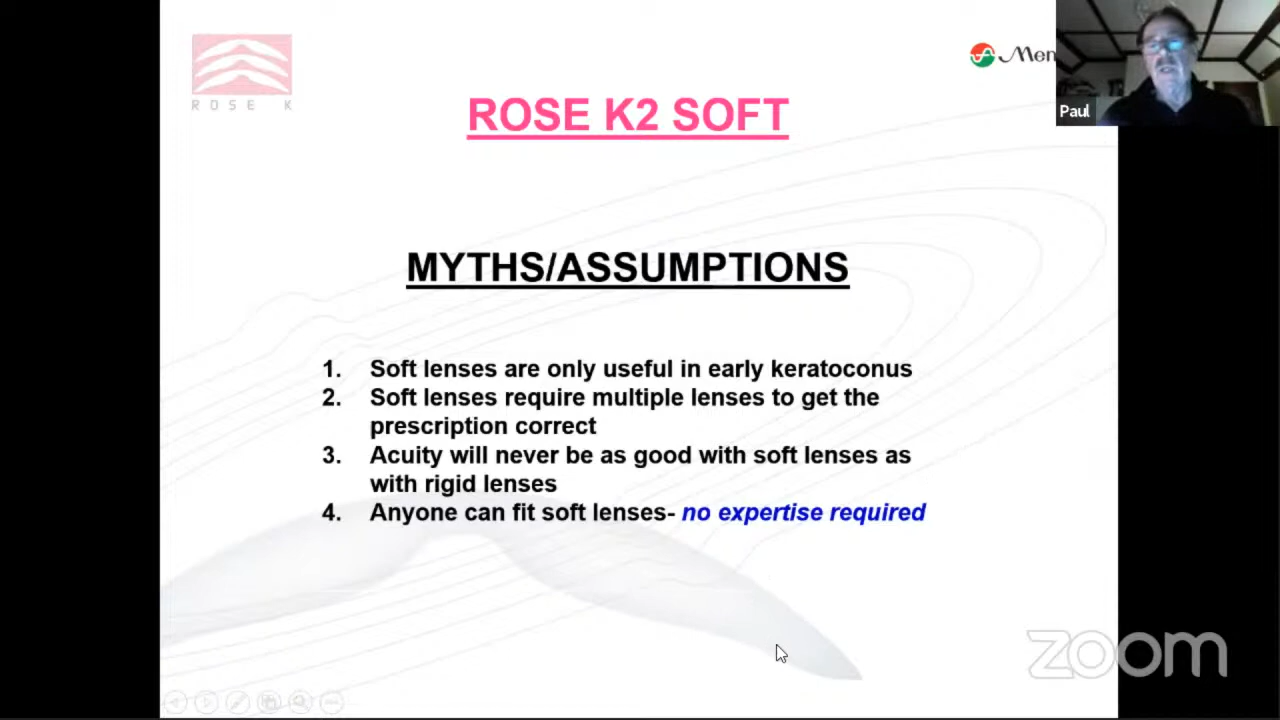 ROSE K
Men
ROSE K2 SOFT
Paul
MYTHS/ASSUMPTIONS
1. Soft lenses are only useful in early keratoconus
2. Soft lenses require multiple lenses to get the
prescription correct
3. Acuity will never be as good with soft lenses as
with rigid lenses
4. Anyone can fit soft lenses- no expertise required
zoom